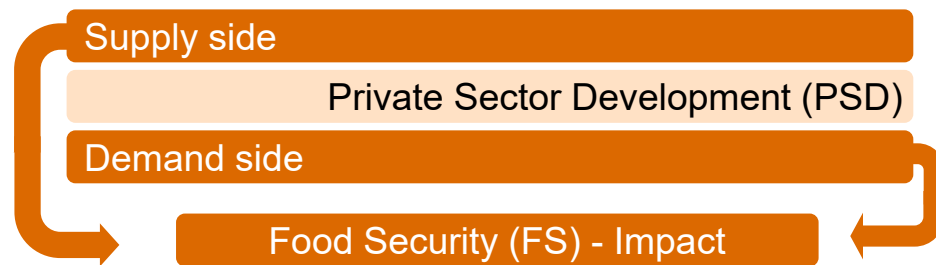 Supply side
Private Sector Development (PSD)
Demand side
Food Security (FS) - Impact